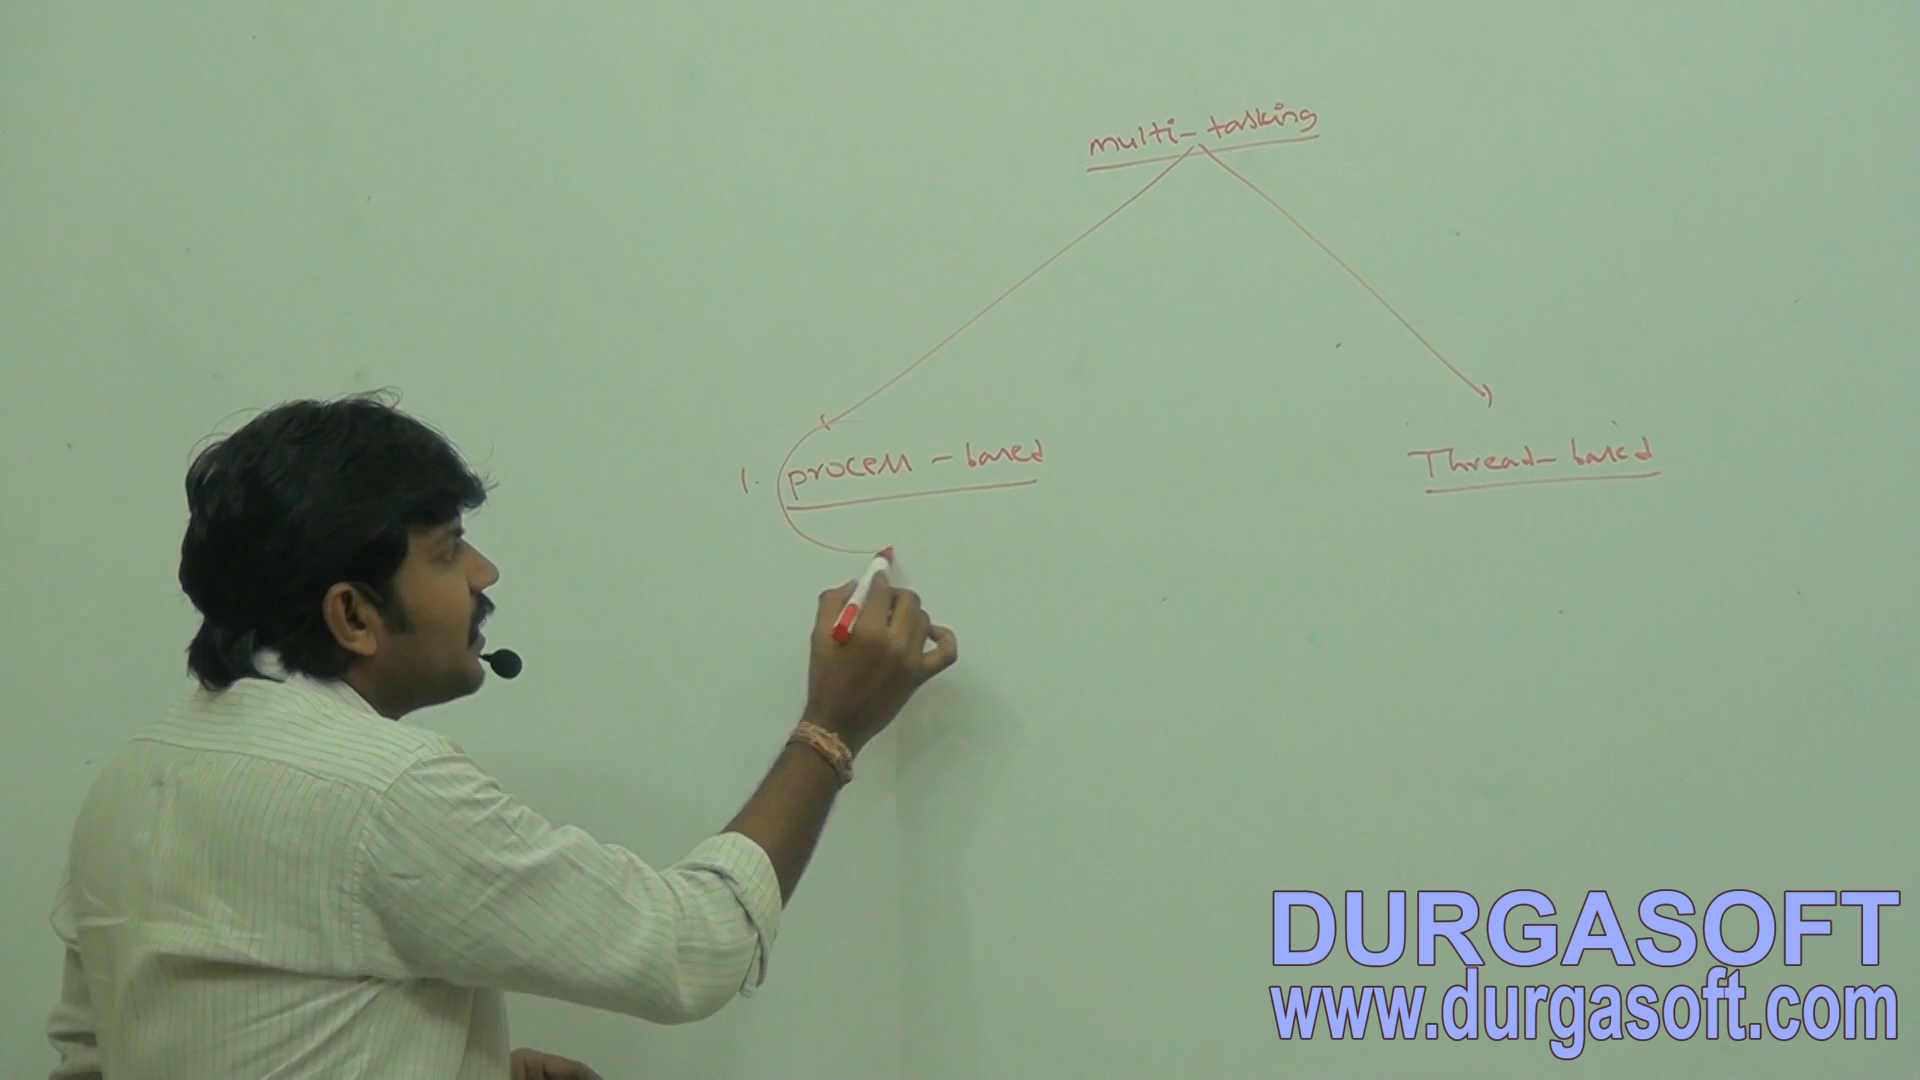 multi-tasking
1. process-based
Thread-based
DURGASOFT
www.durgasoft.com